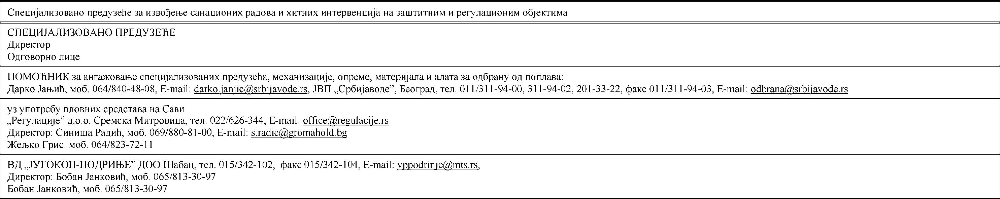 Специјализовано предузеће за извођење санационих радова и хитних интервенција на заштитним и регулационим објектима
СПЕЦИЈАЛИЗОВАНО ПРЕДУЗЕЋЕ
Директор
Одговорно лице
ПОМОЋНИК за ангажовање специјализованих предузећа, механизације, опреме, материјала и алата за одбрану од поплава:
Дарко Јањић, моб. 064/840-48-08, E-mail: darko.janjic@srbijavode.rs, ЈВП „Србијаводе”, Београд, тел. 011/311-94-00, 311-94-02, 201-33-22, факс 011/311-94-03, E-mail: odbrana@srbijavode.rs
уз употребу пловних средстава на Сави
„Регулације” д.о.о. Сремска Митровица, тел. 022/626-344, E-mail: office@regulacije.rs
Директор: Синиша Радић, моб. 069/880-81-00, E-mail: s.radic@gromahold.bg
Жељко Грис. моб. 064/823-72-11
ВД „ЈУГОКОП-ПОДРИЊЕ” ДОО Шабац, тел. 015/342-102, факс 015/342-104, E-mail: vppodrinje@mts.rs,
Директор: Бобан Јанковић, моб. 065/813-30-97
Бобан Јанковић, моб. 065/813-30-97